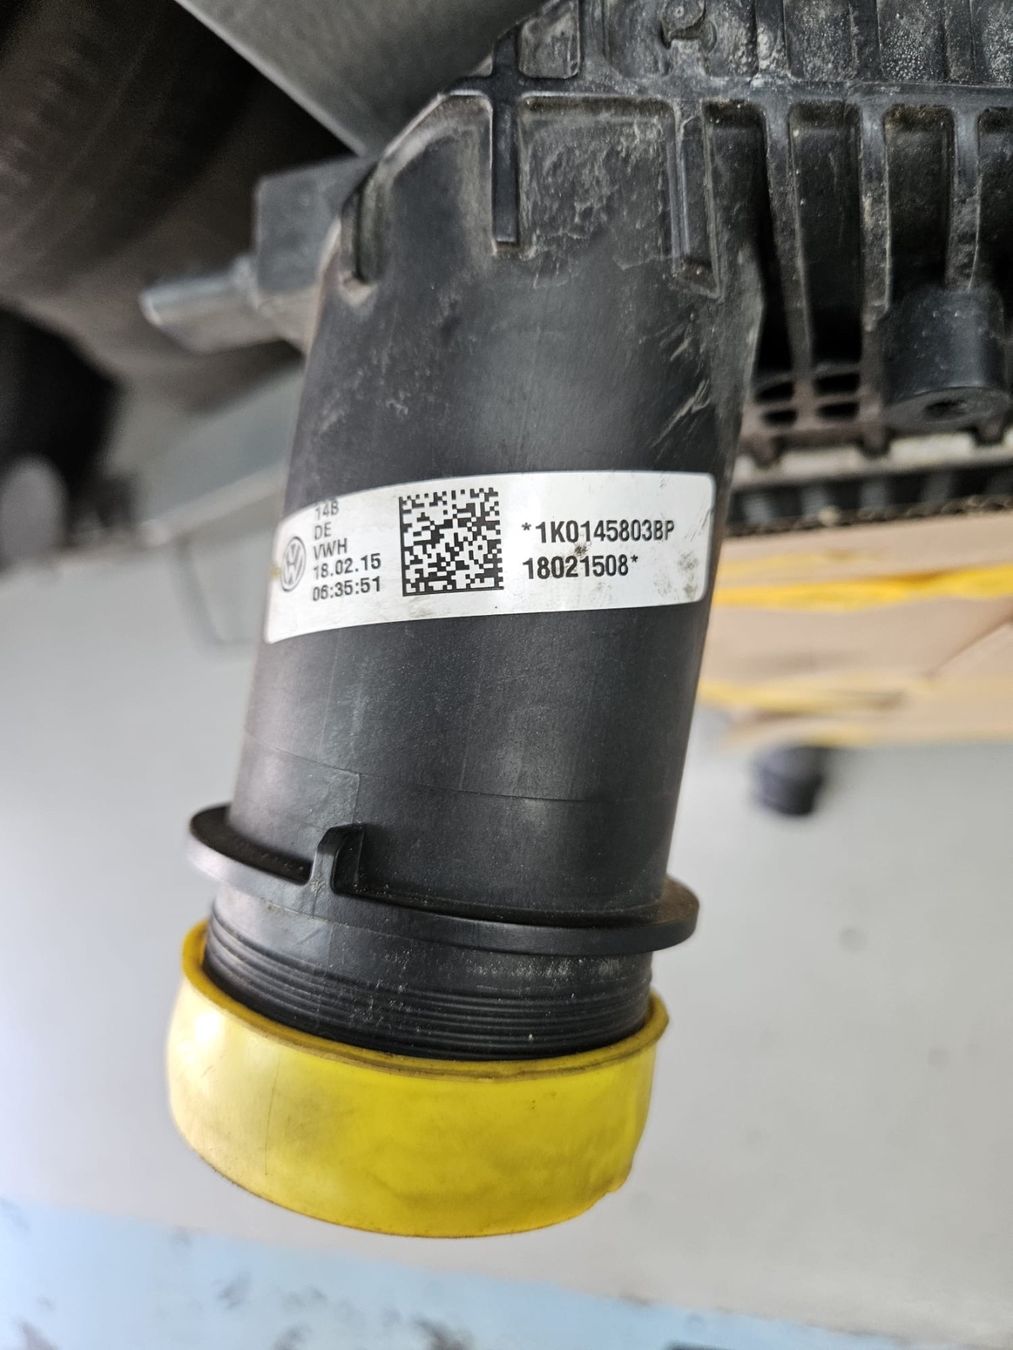 14B
DE
VWH
18.02.15
06:35:51
*1K0145803BP
18021508*